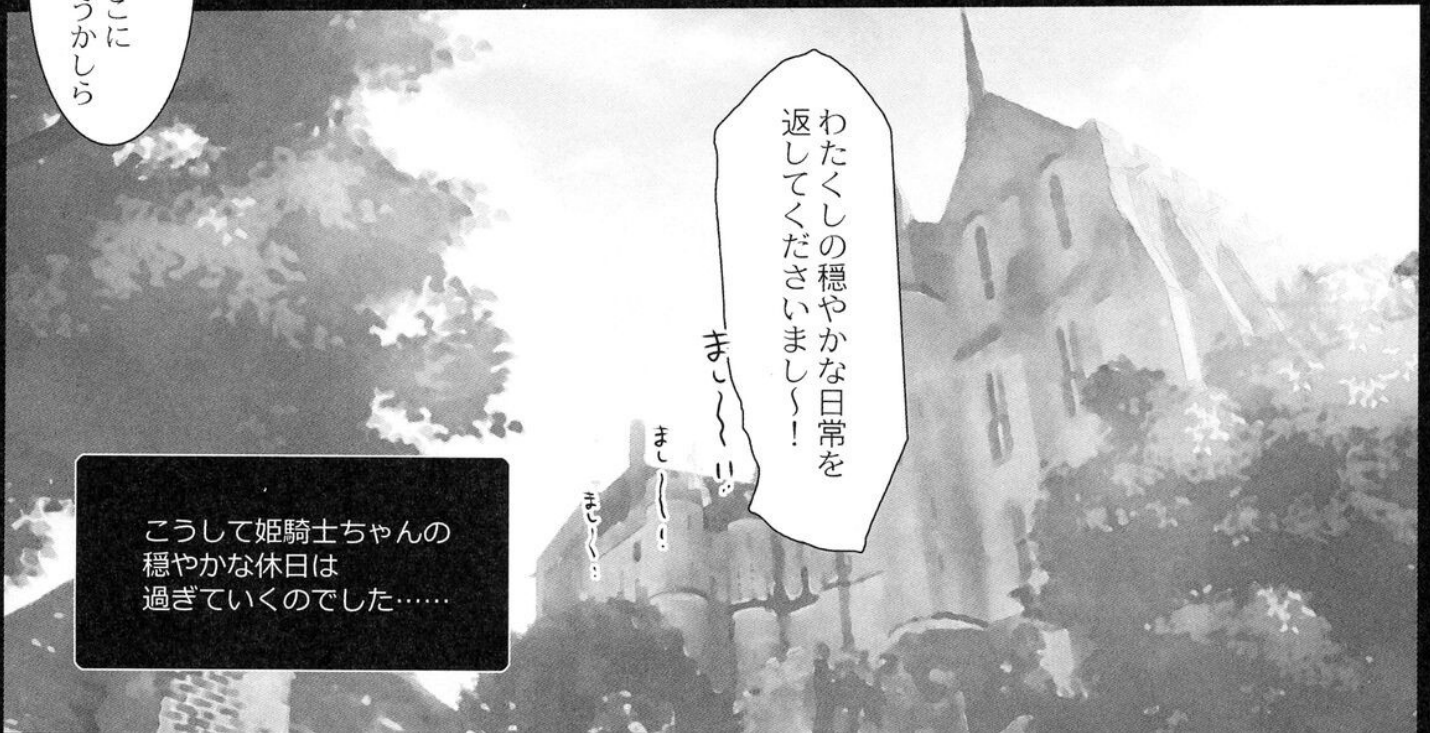 こに
うかしら
わたくしの穏やかな日常を
返してくださいまし～！
まし～～!!
まし～～!
まし～～!
こうして姫騎士ちゃんの
穏やかな休日は
過ぎていくのでした……